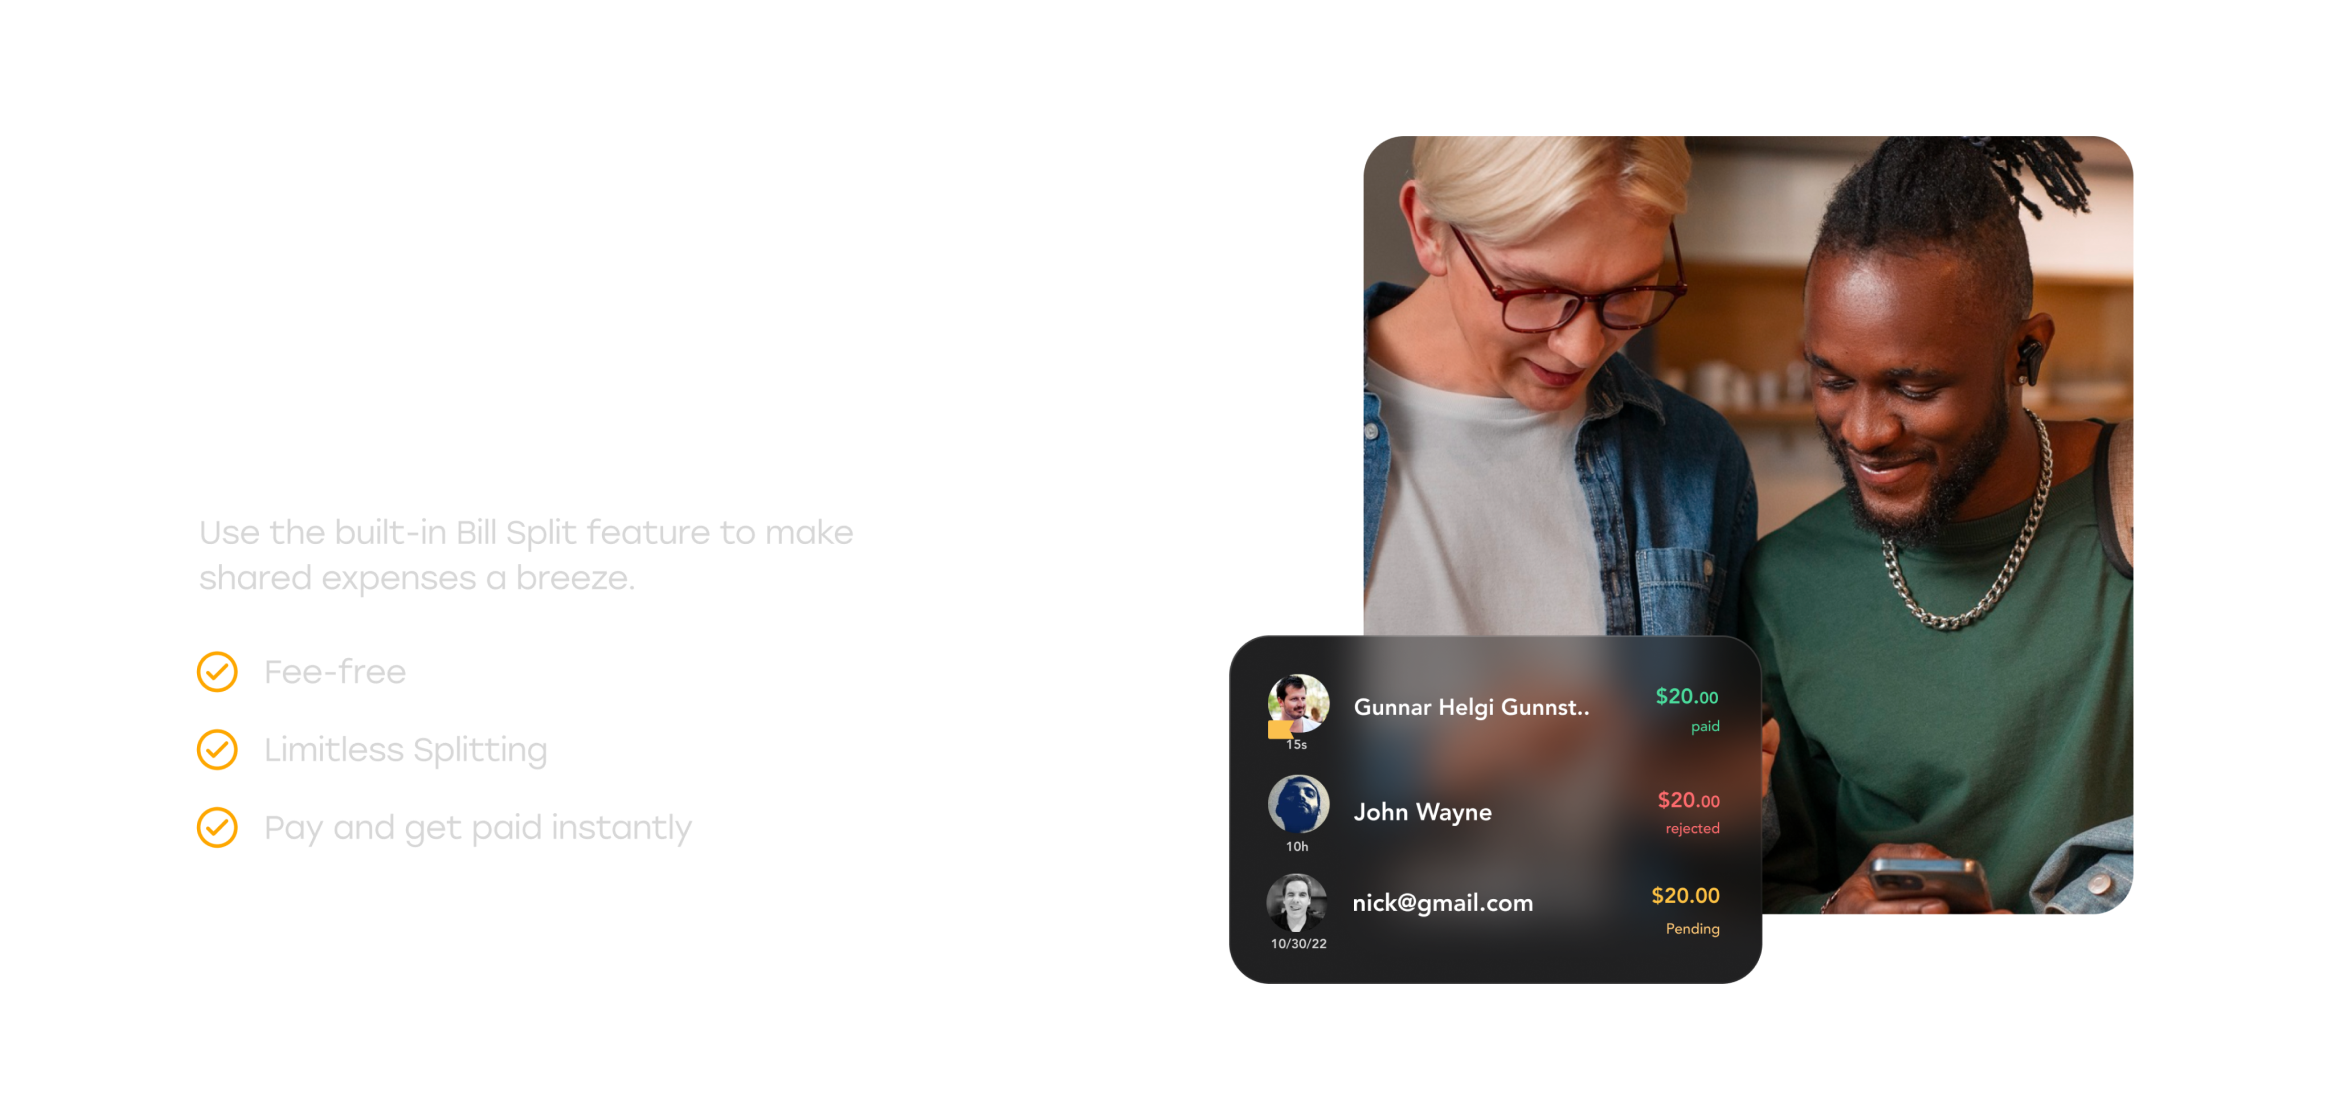 Use the built-in Bill Split feature to make
shared expenses a breeze.
Fee-free
Limitless Splitting
Pay and get paid instantly
Gunnar Helgi Gunnst..
$20.00
paid
15s
John Wayne
$20.00
rejected
10h
nick@gmail.com
$20.00
Pending
10/30/22